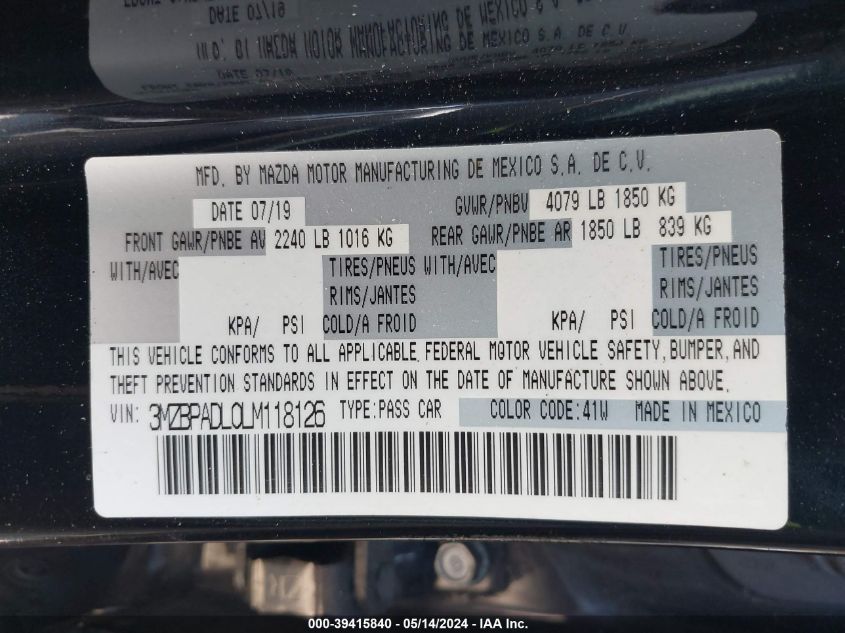 MFD. BY MAZDA MOTOR MANUFACTURING DE MEXICO S.A. DE C.V.
DATE 07/19 GVWR/PNBV 4079 LB 1850 KG
FRONT GAWR/PNBE AV 2240 LB 1016 KG REAR GAWR/PNBE AR 1850 LB 839 KG
WITH/AVEC TIRES/PNEUS WITH/AVEC TIRES/PNEUS
RIMS/JANTES RIMS/JANTES
KPA/ PSI COLD/A FROID KPA/ PSI COLD/A FROID
THIS VEHICLE CONFORMS TO ALL APPLICABLE FEDERAL MOTOR VEHICLE SAFETY, BUMPER, AND
THEFT PREVENTION STANDARDS IN EFFECT ON THE DATE OF MANUFACTURE SHOWN ABOVE.
VIN: 3MZBPADL0LM118126 TYPE:PASS CAR COLOR CODE:41W MADE IN MEXICO
000-39415840 - 05/14/2024 - IAA Inc.